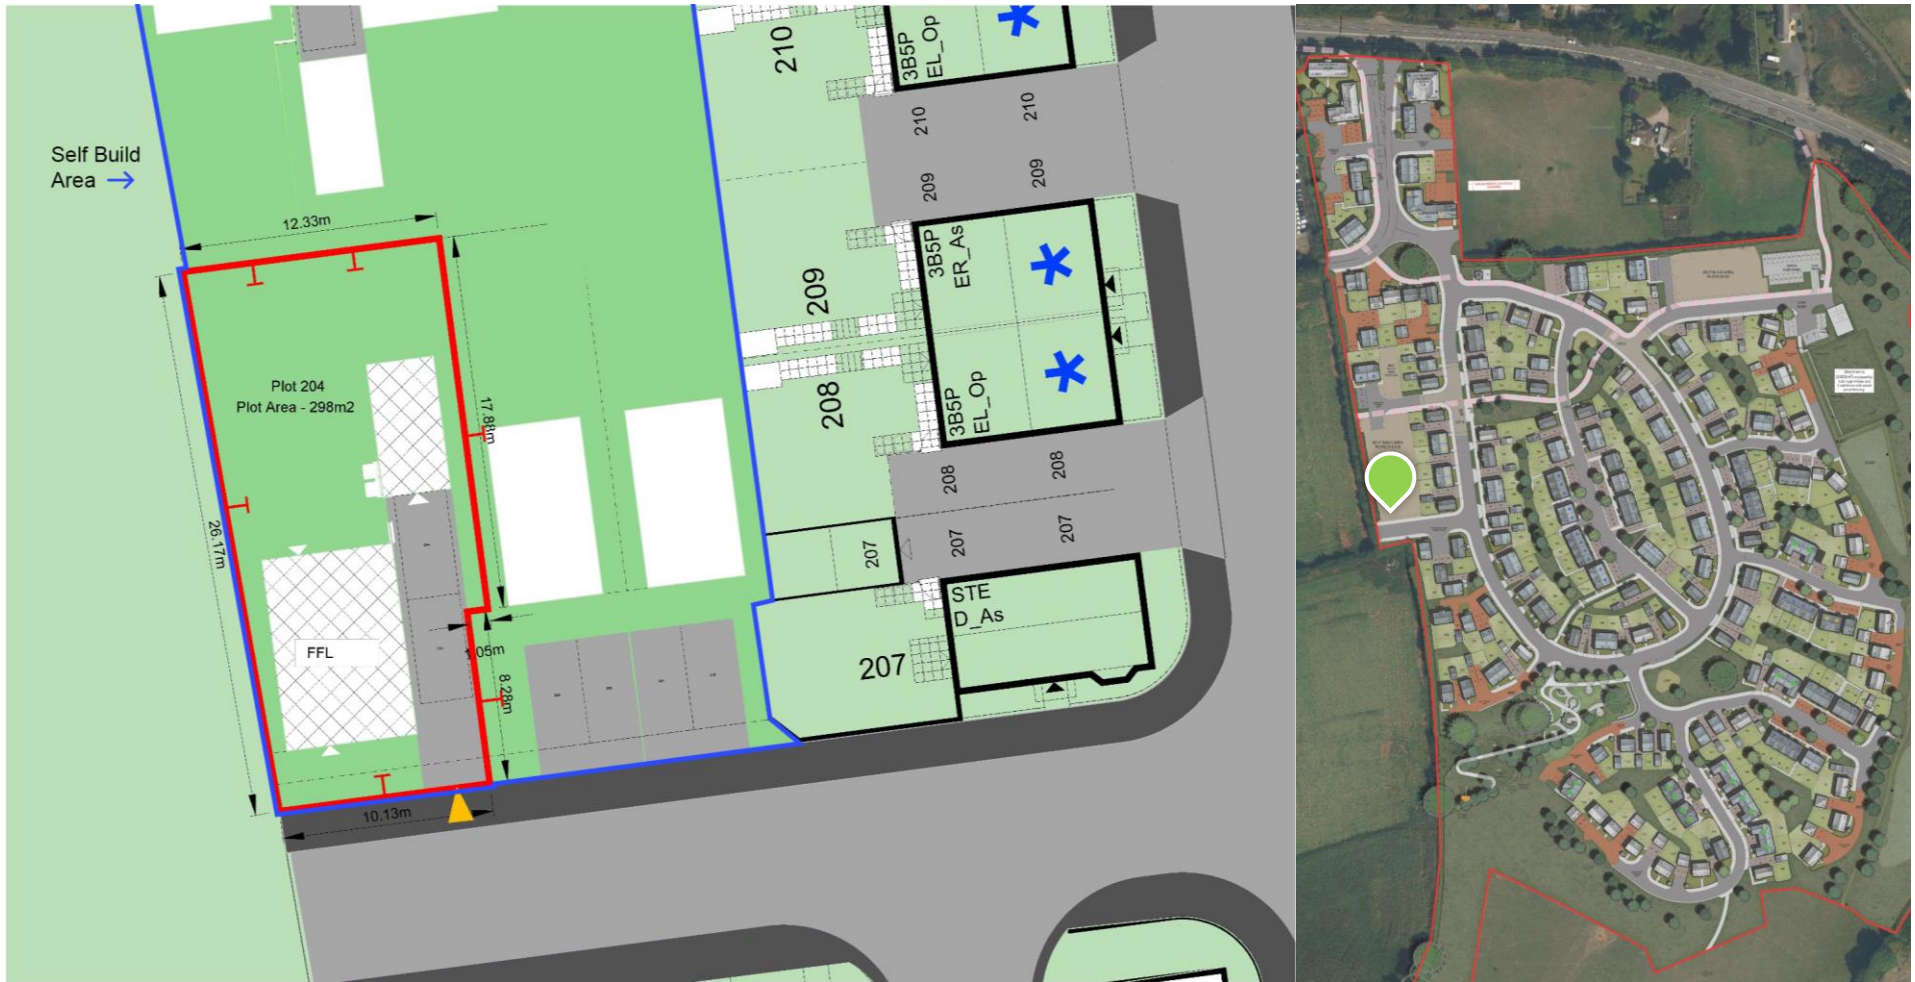 Self Build
Area →
12.33m
Plot 204
Plot Area - 298m2
17.88m
26.17m
1.05m
8.28m
10.13m
FFL
210
3B5P
EL_Op
210
210
209
209
209
3B5P
ER_As
208
3B5P
EL_Op
208
208
207
207
207
207
STE
D_As